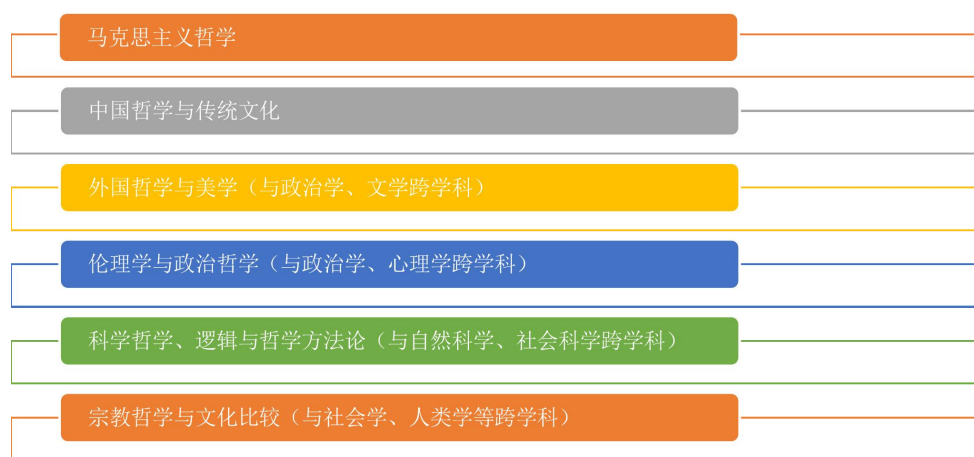 马克思主义哲学
中国哲学与传统文化
外国哲学与美学（与政治学、文学跨学科）
伦理学与政治哲学（与政治学、心理学跨学科）
科学哲学、逻辑与哲学方法论（与自然科学、社会科学跨学科）
宗教哲学与文化比较（与社会学、人类学等跨学科）